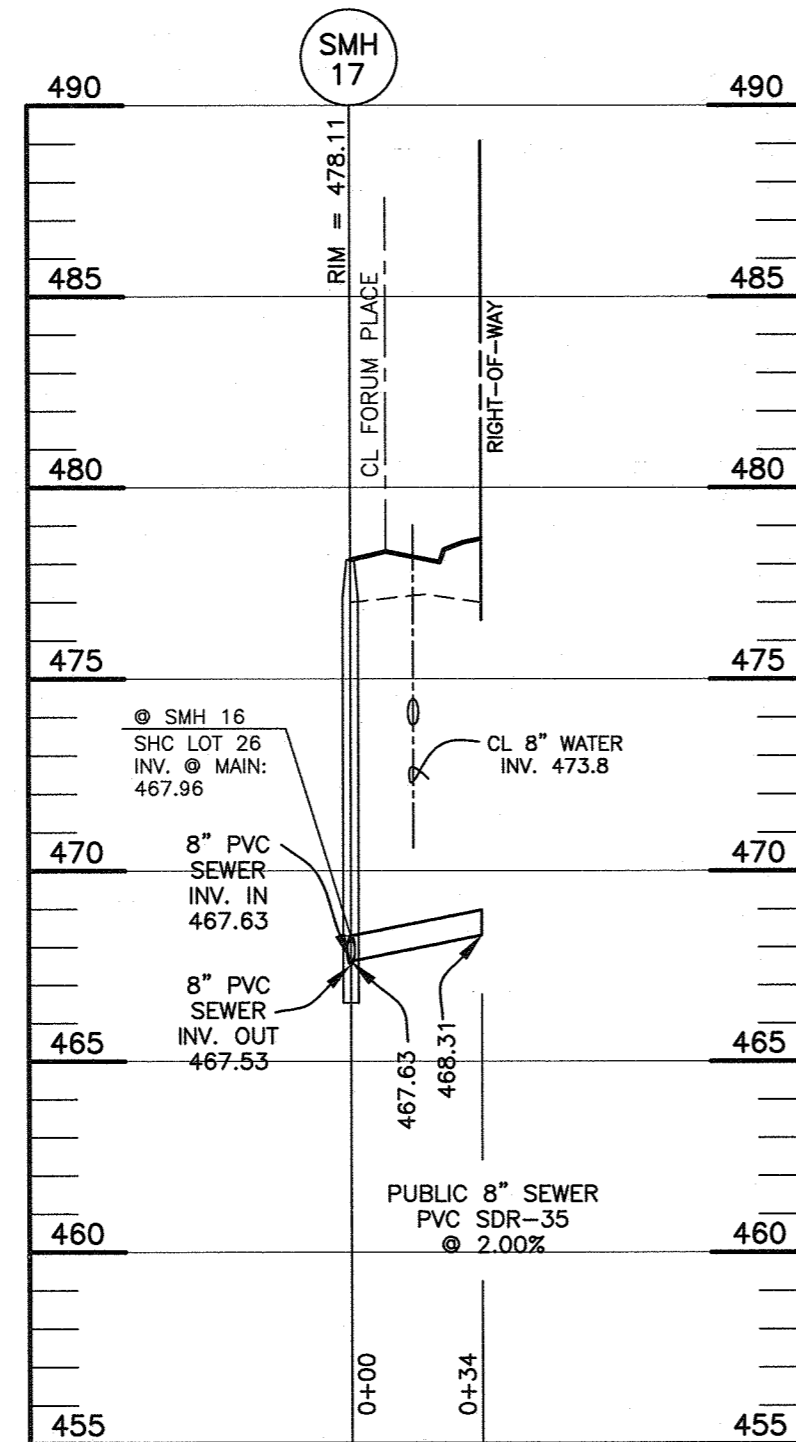 SMH
17
490
490
RIM = 478.11
CL FORUM PLACE
RIGHT-OF-WAY
485
485
480
480
475
475
@ SMH 16
SHC LOT 26
INV. @ MAIN:
467.96
CL 8" WATER
INV. 473.8
470
470
8" PVC
SEWER
INV. IN
467.63
8" PVC
SEWER
INV. OUT
467.53
465
465
467.63
468.31
PUBLIC 8" SEWER
PVC SDR-35
@ 2.00%
460
460
0+00
0+34
455
455